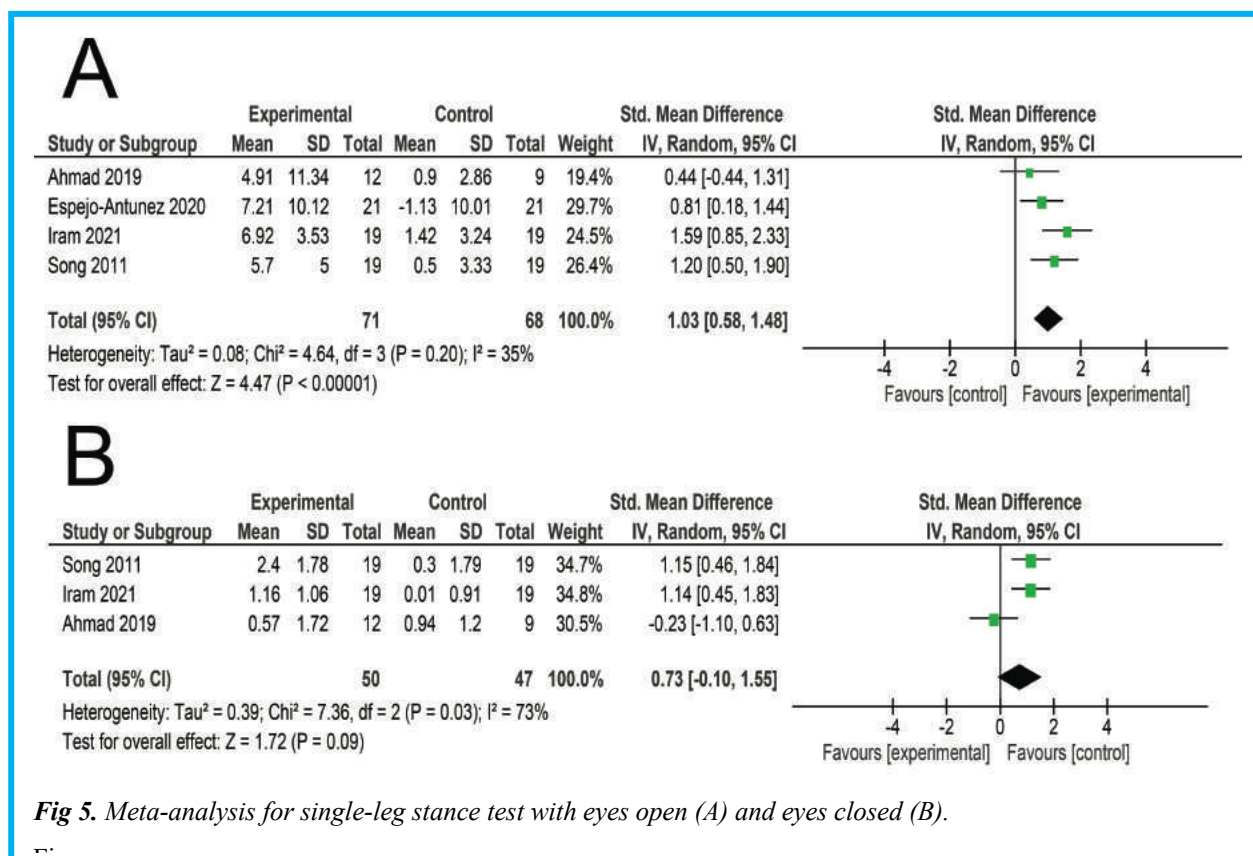 A
Experimental Control Std. Mean Difference Std. Mean Difference
Study or Subgroup Mean SD Total Mean SD Total Weight IV, Random, 95% CI IV, Random, 95% CI
Ahmad 2019 4.91 11.34 12 0.9 2.86 9 19.4% 0.44 [-0.44, 1.31]
Espejo-Antunez 2020 7.21 10.12 21 -1.13 10.01 21 29.7% 0.81 [0.18, 1.44]
Iram 2021 6.92 3.53 19 1.42 3.24 19 24.5% 1.59 [0.85, 2.33]
Song 2011 5.7 5 19 0.5 3.33 19 26.4% 1.20 [0.50, 1.90]
Total (95% CI) 71 68 100.0% 1.03 [0.58, 1.48]
Heterogeneity: Tau² = 0.08; Chi² = 4.64, df = 3 (P = 0.20); I² = 35%
Test for overall effect: Z = 4.47 (P < 0.00001)
-4 -2 0 2 4
Favours [control] Favours [experimental]
B
Experimental Control Std. Mean Difference Std. Mean Difference
Study or Subgroup Mean SD Total Mean SD Total Weight IV, Random, 95% CI IV, Random, 95% CI
Song 2011 2.4 1.78 19 0.3 1.79 19 34.7% 1.15 [0.46, 1.84]
Iram 2021 1.16 1.06 19 0.01 0.91 19 34.8% 1.14 [0.45, 1.83]
Ahmad 2019 0.57 1.72 12 0.94 1.2 9 30.5% -0.23 [-1.10, 0.63]
Total (95% CI) 50 47 100.0% 0.73 [-0.10, 1.55]
Heterogeneity: Tau² = 0.39; Chi² = 7.36, df = 2 (P = 0.03); I² = 73%
Test for overall effect: Z = 1.72 (P = 0.09)
-4 -2 0 2 4
Favours [experimental] Favours [control]
Fig 5. Meta-analysis for single-leg stance test with eyes open (A) and eyes closed (B).